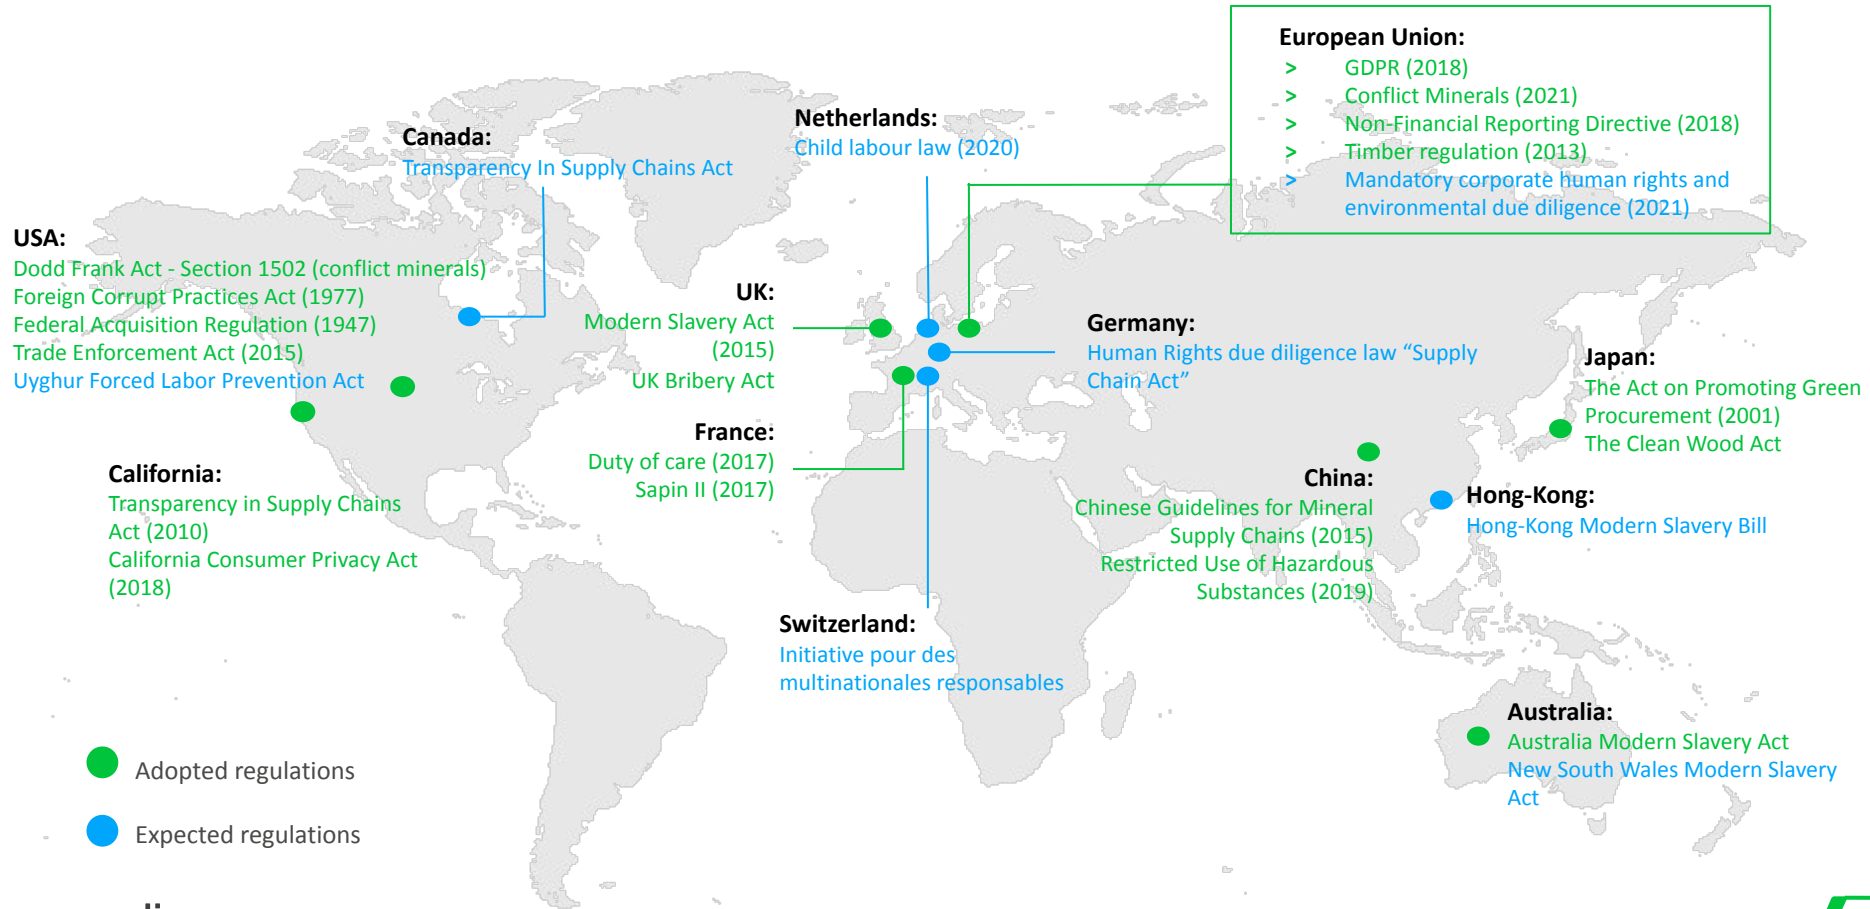 European Union:
> GDPR (2018)
> Conflict Minerals (2021)
> Non-Financial Reporting Directive (2018)
> Timber regulation (2013)
> Mandatory corporate human rights and
environmental due diligence (2021)
Netherlands:
Child labour law (2020)
Canada:
Transparency In Supply Chains Act
USA:
Dodd Frank Act - Section 1502 (conflict minerals)
Foreign Corrupt Practices Act (1977)
Federal Acquisition Regulation (1947)
Trade Enforcement Act (2015)
Uyghur Forced Labor Prevention Act
UK:
Modern Slavery Act
(2015)
UK Bribery Act
Germany:
Human Rights due diligence law “Supply
Chain Act”
Japan:
The Act on Promoting Green
Procurement (2001)
The Clean Wood Act
France:
Duty of care (2017)
Sapin II (2017)
California:
Transparency in Supply Chains
Act (2010)
California Consumer Privacy Act
(2018)
China:
Chinese Guidelines for Mineral
Supply Chains (2015)
Restricted Use of Hazardous
Substances (2019)
Hong-Kong:
Hong-Kong Modern Slavery Bill
Switzerland:
Initiative pour des
multinationales responsables
Australia:
Australia Modern Slavery Act
New South Wales Modern Slavery
Act
Adopted regulations
Expected regulations